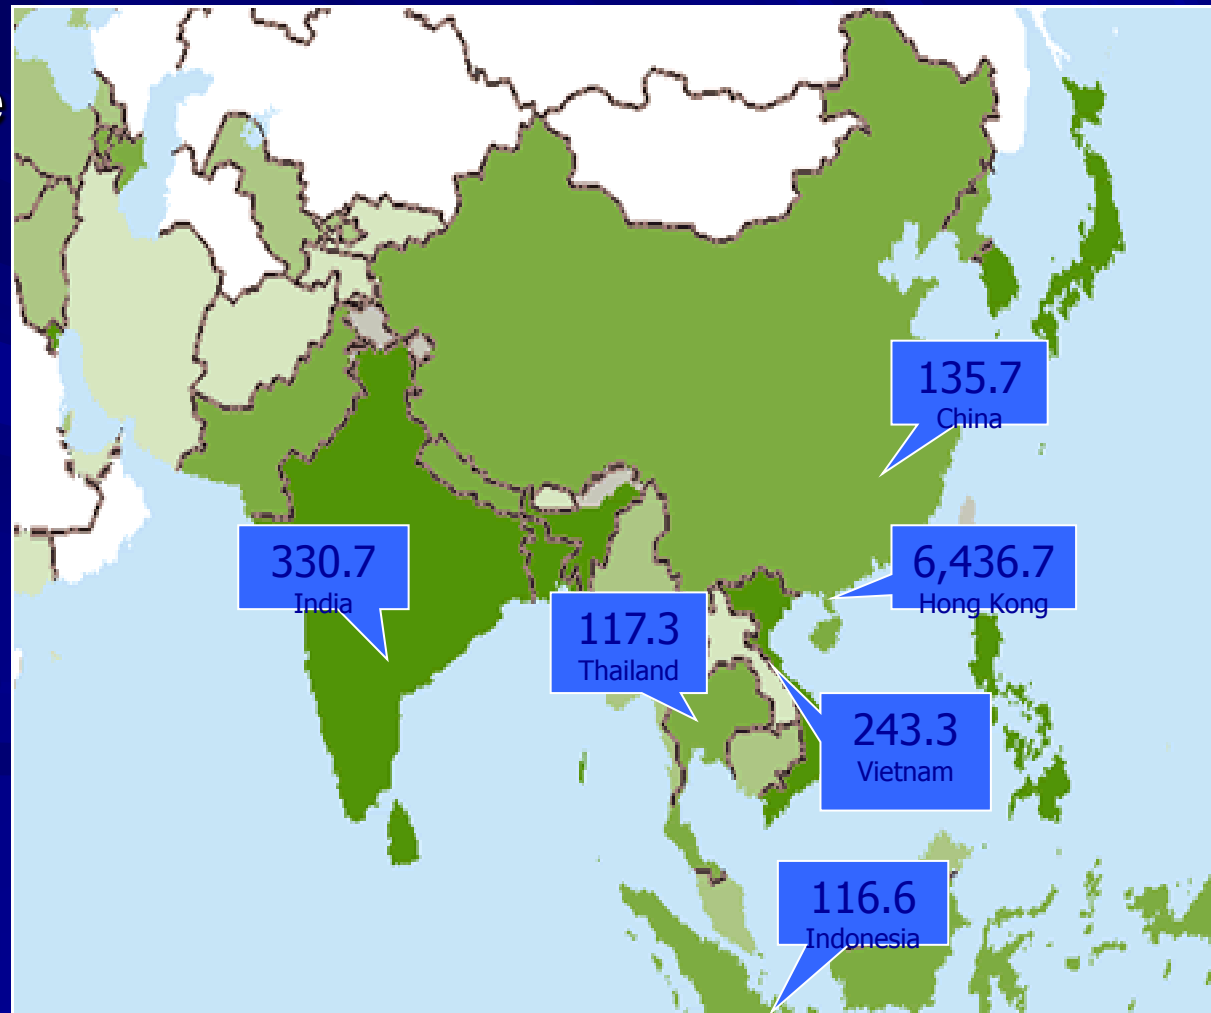 135.7
China
330.7
India
6,436.7
Hong Kong
117.3
Thailand
243.3
Vietnam
116.6
Indonesia